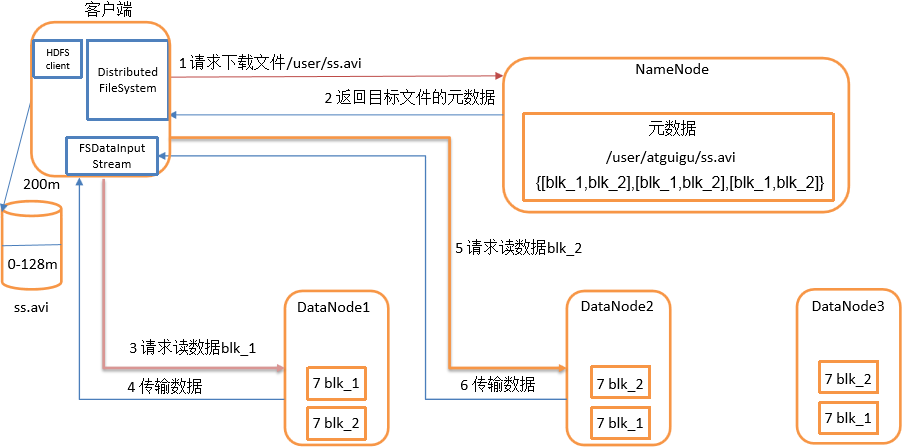 客户端
HDFS
client
Distributed
FileSystem
1 请求下载文件/user/ss.avi
NameNode
2 返回目标文件的元数据
元数据
/user/atguigu/ss.avi
{[blk_1,blk_2],[blk_1,blk_2],[blk_1,blk_2]}
FSDataInput
Stream
200m
0-128m
ss.avi
5 请求读数据blk_2
DataNode1
DataNode2
DataNode3
3 请求读数据blk_1
4 传输数据
6 传输数据
7 blk_1
7 blk_2
7 blk_2
7 blk_1
7 blk_2
7 blk_1